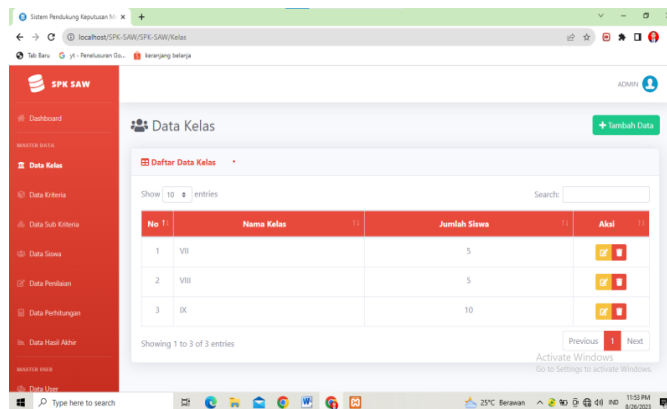 Sistem Pendukung Keputusan M
localhost/SPK-SAW/SPK-SAW/Kelas
Tab Baru
yt - Penelusuran Go...
keranjang belanja
SPK SAW
ADMIN
Dashboard
Data Kelas
+ Tambah Data
MASTER DATA
Data Kelas
Data Kriteria
Data Sub Kriteria
Data Siswa
Data Penilaian
Data Perhitungan
Data Hasil Akhir
MASTER USER
Data User
Daftar Data Kelas
Show 10 entries
Search:
No Nama Kelas Jumlah Siswa Aksi
1 VII 5
2 VIII 5
3 IX 10
Showing 1 to 3 of 3 entries
Previous 1 Next
Activate Windows
Go to Settings to activate Windows.
Type here to search
25°C Berawan
IND
11:53 PM
8/26/2023